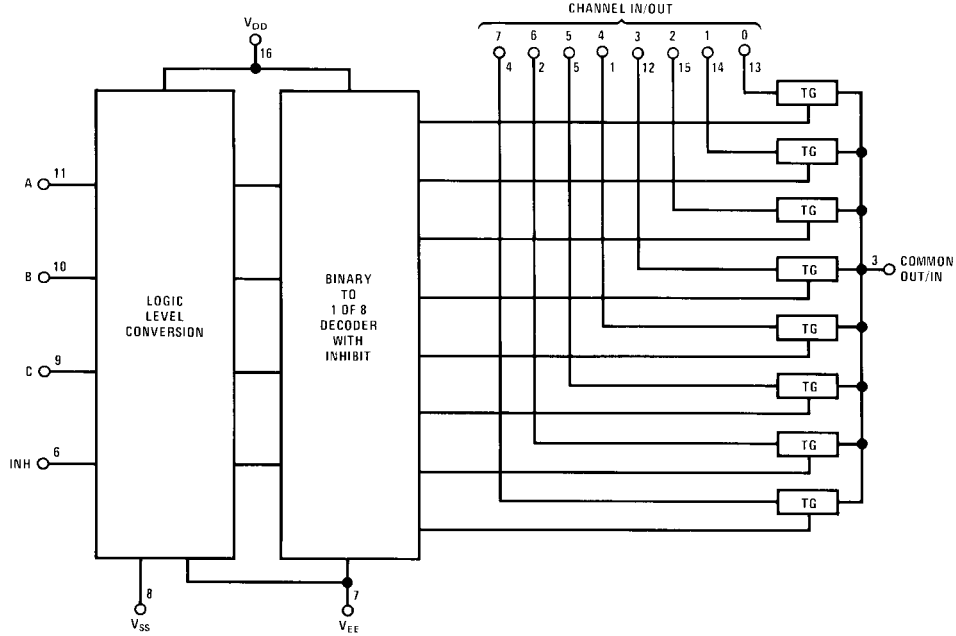 CHANNEL IN/OUT
VDD
16
7 6 5 4 3 2 1 0
4 2 5 1 12 15 14 13
TG
TG
TG
TG
TG
TG
TG
TG
A 11
B 10
C 9
INH 6
LOGIC
LEVEL
CONVERSION
BINARY
TO
1 OF 8
DECODER
WITH
INHIBIT
3 COMMON
OUT/IN
8
VSS
7
VEE